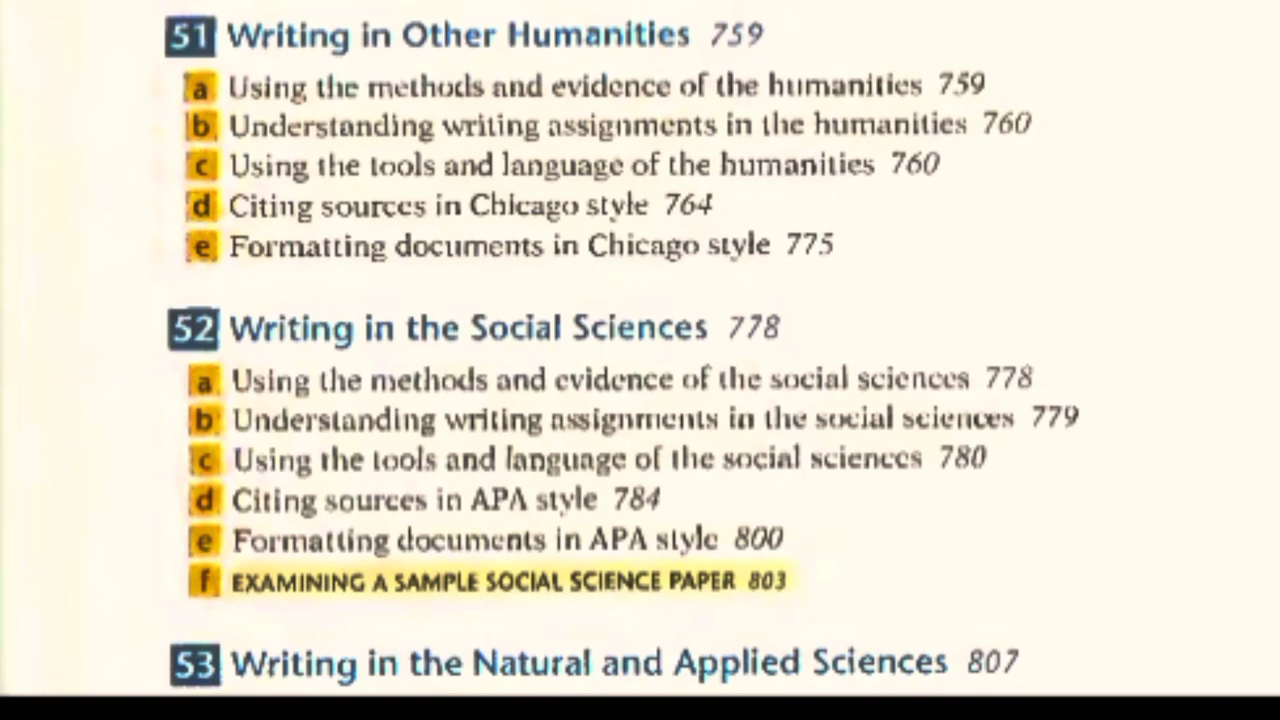 51 Writing in Other Humanities 759
a Using the methods and evidence of the humanities 759
b Understanding writing assignments in the humanities 760
c Using the tools and language of the humanities 760
d Citing sources in Chicago style 764
e Formatting documents in Chicago style 775
52 Writing in the Social Sciences 778
a Using the methods and evidence of the social sciences 778
b Understanding writing assignments in the social sciences 779
c Using the tools and language of the social sciences 780
d Citing sources in APA style 784
e Formatting documents in APA style 800
f EXAMINING A SAMPLE SOCIAL SCIENCE PAPER 803
53 Writing in the Natural and Applied Sciences 807